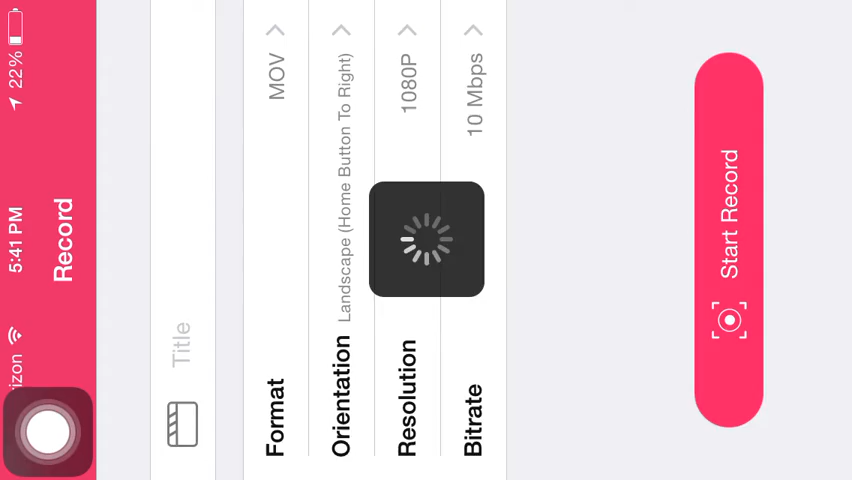 izon 5:41 PM 22%
Record
Title
Format MOV
Orientation Landscape (Home Button To Right)
Resolution 1080P
Bitrate 10 Mbps
Start Record